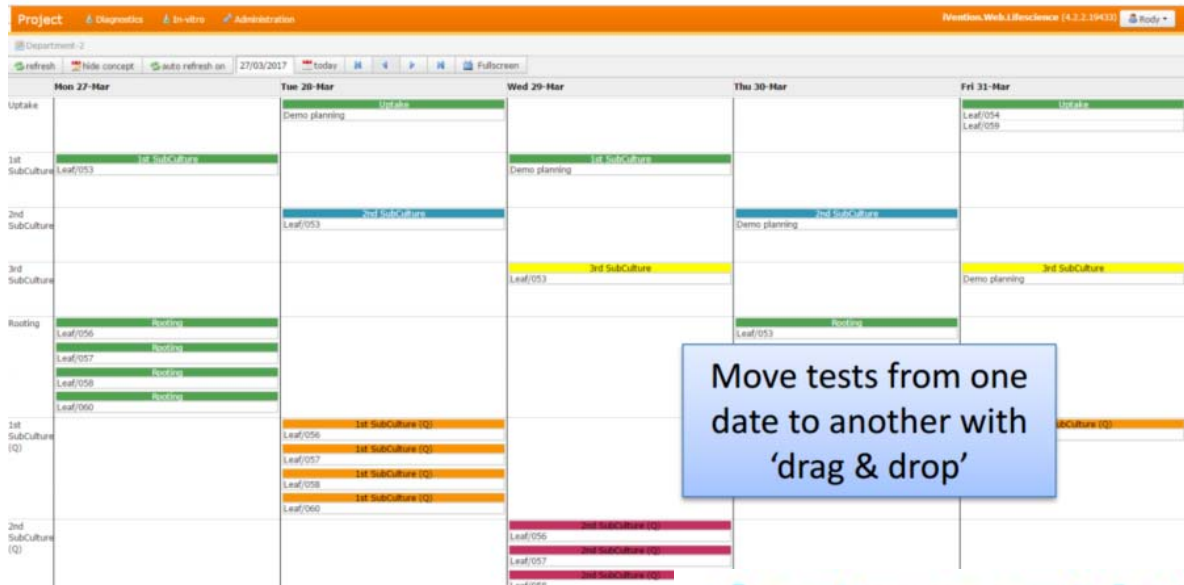 Project Diagnostics In-vitro Administration iVention.Web.Lifescience (4.2.2.19433) Rody
Department-2
refresh hide concept auto refresh on 27/03/2017 today Fullscreen
Mon 27-Mar Tue 28-Mar Wed 29-Mar Thu 30-Mar Fri 31-Mar
Uptake Uptake Uptake
Demo planning Leaf/054
Leaf/059
1st 1st SubCulture 1st SubCulture
SubCulture Leaf/053 Demo planning
2nd 2nd SubCulture 2nd SubCulture
SubCulture Leaf/053 Demo planning
3rd 3rd SubCulture 3rd SubCulture
SubCulture Leaf/053 Demo planning
Rooting Rooting Rooting
Leaf/056 Leaf/053
Rooting
Leaf/057
Rooting
Leaf/058
Rooting
Leaf/060
Move tests from one
date to another with
‘drag & drop’
1st 1st SubCulture (Q) SubCulture (Q)
SubCulture Leaf/056
(Q) 1st SubCulture (Q)
Leaf/057
1st SubCulture (Q)
Leaf/058
1st SubCulture (Q)
Leaf/060
2nd 2nd SubCulture (Q)
SubCulture Leaf/056
(Q) 2nd SubCulture (Q)
Leaf/057
2nd SubCulture (Q)